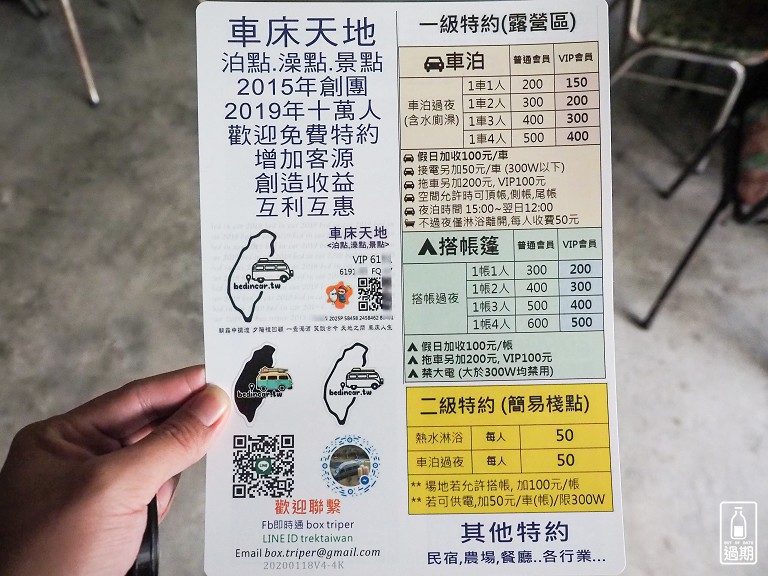 車床天地
泊點.澡點.景點
2015年創團
2019年十萬人
歡迎免費特約
增加客源
創造收益
互利互惠
車床天地
<泊點,澡點,景點>
VIP 61
6191 FQ
bedincar.tw
bedincar.tw
bedincar.tw
LINE
歡迎聯繫
Fb即時通 box triper
LINE ID trektaiwan
Email box.triper@gmail.com
20200118V4-4K
一級特約(露營區)
車泊 普通會員 VIP會員
車泊過夜
(含水廁澡)
1車1人 200 150
1車2人 300 200
1車3人 400 300
1車4人 500 400
假日加收100元/車
接電另加50元/車 (300W以下)
拖車另加200元, VIP100元
空間允許時可頂帳,側帳,尾帳
夜泊時間 15:00~翌日12:00
不過夜僅淋浴離開,每人收費50元
搭帳篷 普通會員 VIP會員
搭帳過夜
1帳1人 300 200
1帳2人 400 300
1帳3人 500 400
1帳4人 600 500
假日加收100元/帳
拖車另加200元, VIP100元
禁大電 (大於300W均禁用)
二級特約 (簡易棧點)
熱水淋浴 每人 50
車泊過夜 每人 50
** 場地若允許搭帳, 加100元/帳
** 若可供電,加50元/車(帳)/限300W
其他特約
民宿,農場,餐廳..各行業...
OUT OF DATE
過期